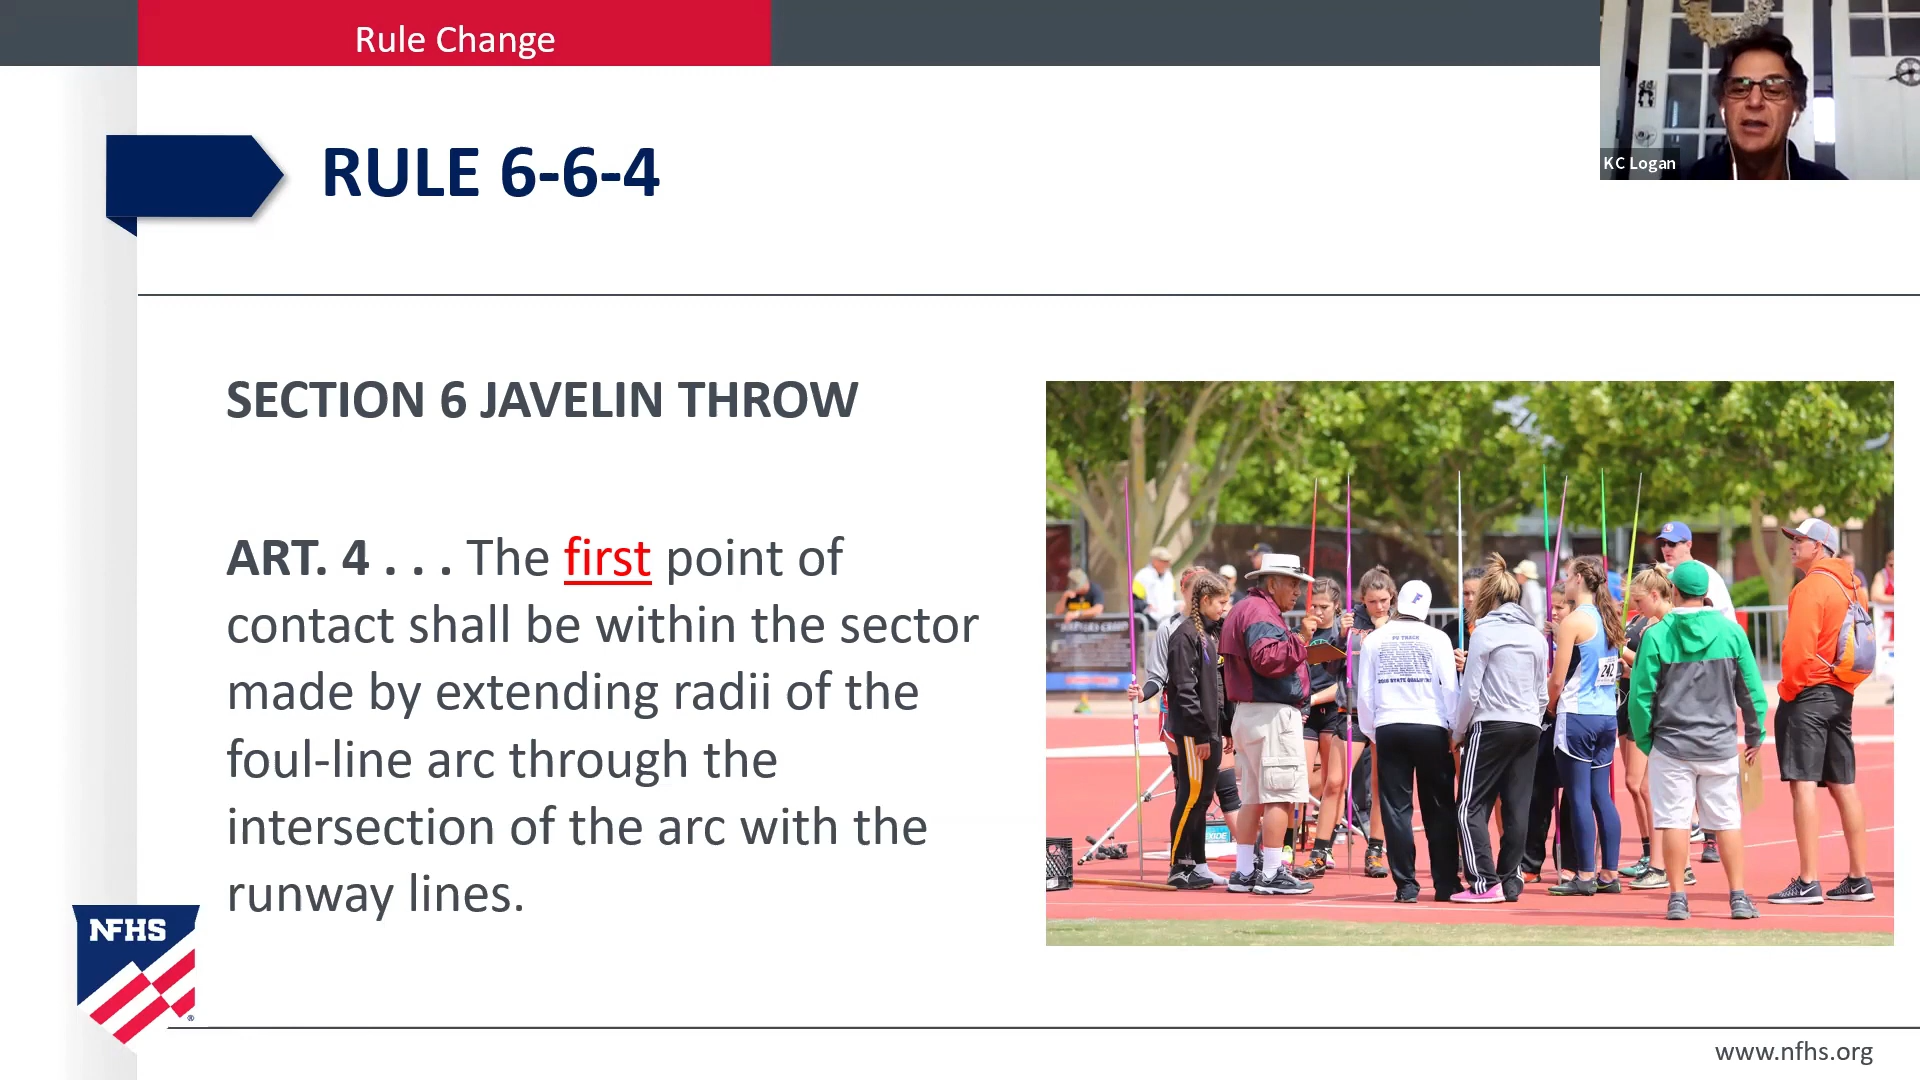 Rule Change
KC Logan
RULE 6-6-4
SECTION 6 JAVELIN THROW
ART. 4 . . . The first point of
contact shall be within the sector
made by extending radii of the
foul-line arc through the
intersection of the arc with the
runway lines.
242
NFHS
®
www.nfhs.org